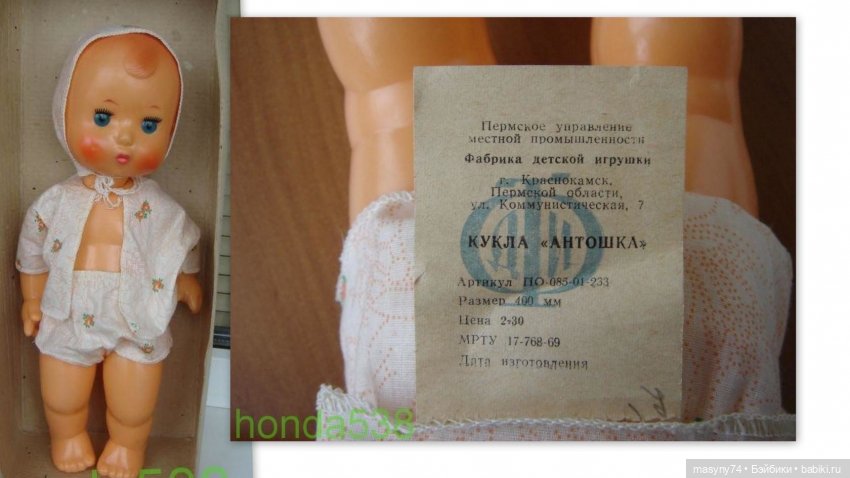 Пермское управление
местной промышленности
Фабрика детской игрушки
г. Краснокамск,
Пермской области,
ул. Коммунистическая, 7
КУКЛА «АНТОШКА»
ФДИ
Артикул ПО-085-01-233
Размер 400 мм
Цена 2-30
МРТУ 17-768-69
Дата изготовления
honda538
masyny74 • Бэйбики • babiki.ru